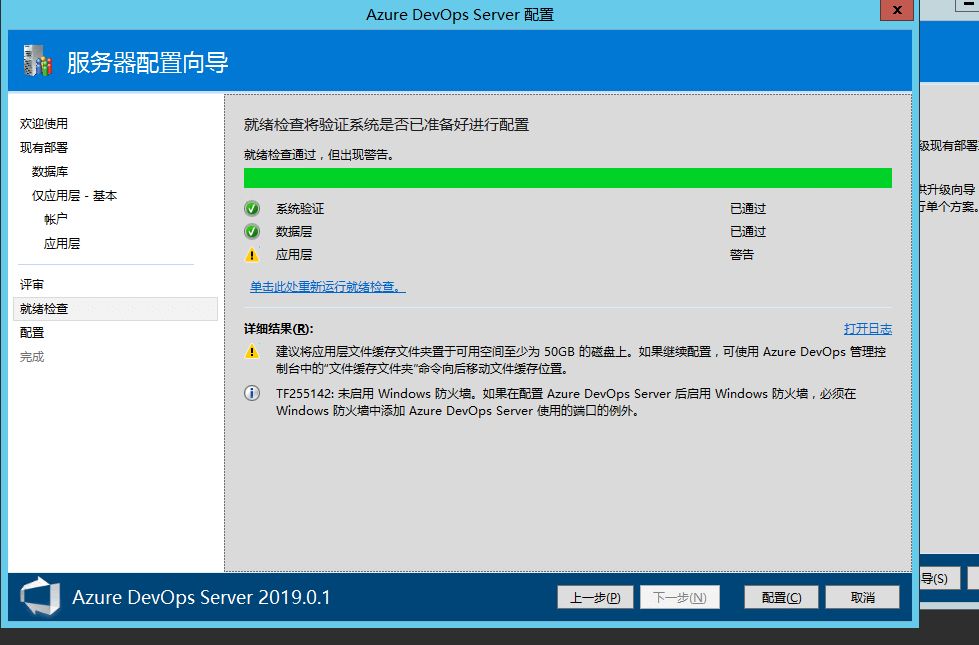 Azure DevOps Server 配置
服务器配置向导
欢迎使用
现有部署
数据库
仅应用层 - 基本
帐户
应用层
评审
就绪检查
配置
完成
就绪检查将验证系统是否已准备好进行配置
就绪检查通过，但出现警告。
系统验证 已通过
数据层 已通过
应用层 警告
单击此处重新运行就绪检查。
详细结果(R): 打开日志
建议将应用层文件缓存文件夹置于可用空间至少为 50GB 的磁盘上。如果继续配置，可使用 Azure DevOps 管理控
制台中的“文件缓存文件夹”命令向后移动文件缓存位置。
TF255142: 未启用 Windows 防火墙。如果在配置 Azure DevOps Server 后启用 Windows 防火墙，必须在
Windows 防火墙中添加 Azure DevOps Server 使用的端口的例外。
Azure DevOps Server 2019.0.1
上一步(P) 下一步(N) 配置(C) 取消
级现有部署
供升级向导
行单个方案。
导(S)